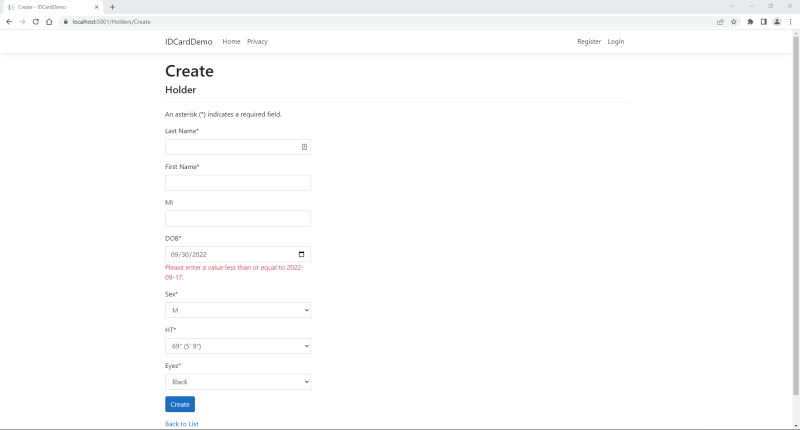 Create - IDCardDemo
localhost:5001/Holders/Create
IDCardDemo Home Privacy Register Login
Create
Holder
An asterisk (*) indicates a required field.
Last Name*
First Name*
MI
DOB*
09/30/2022
Please enter a value less than or equal to 2022-
09-17.
Sex*
M
HT*
69" (5' 9")
Eyes*
Black
Create
Back to List